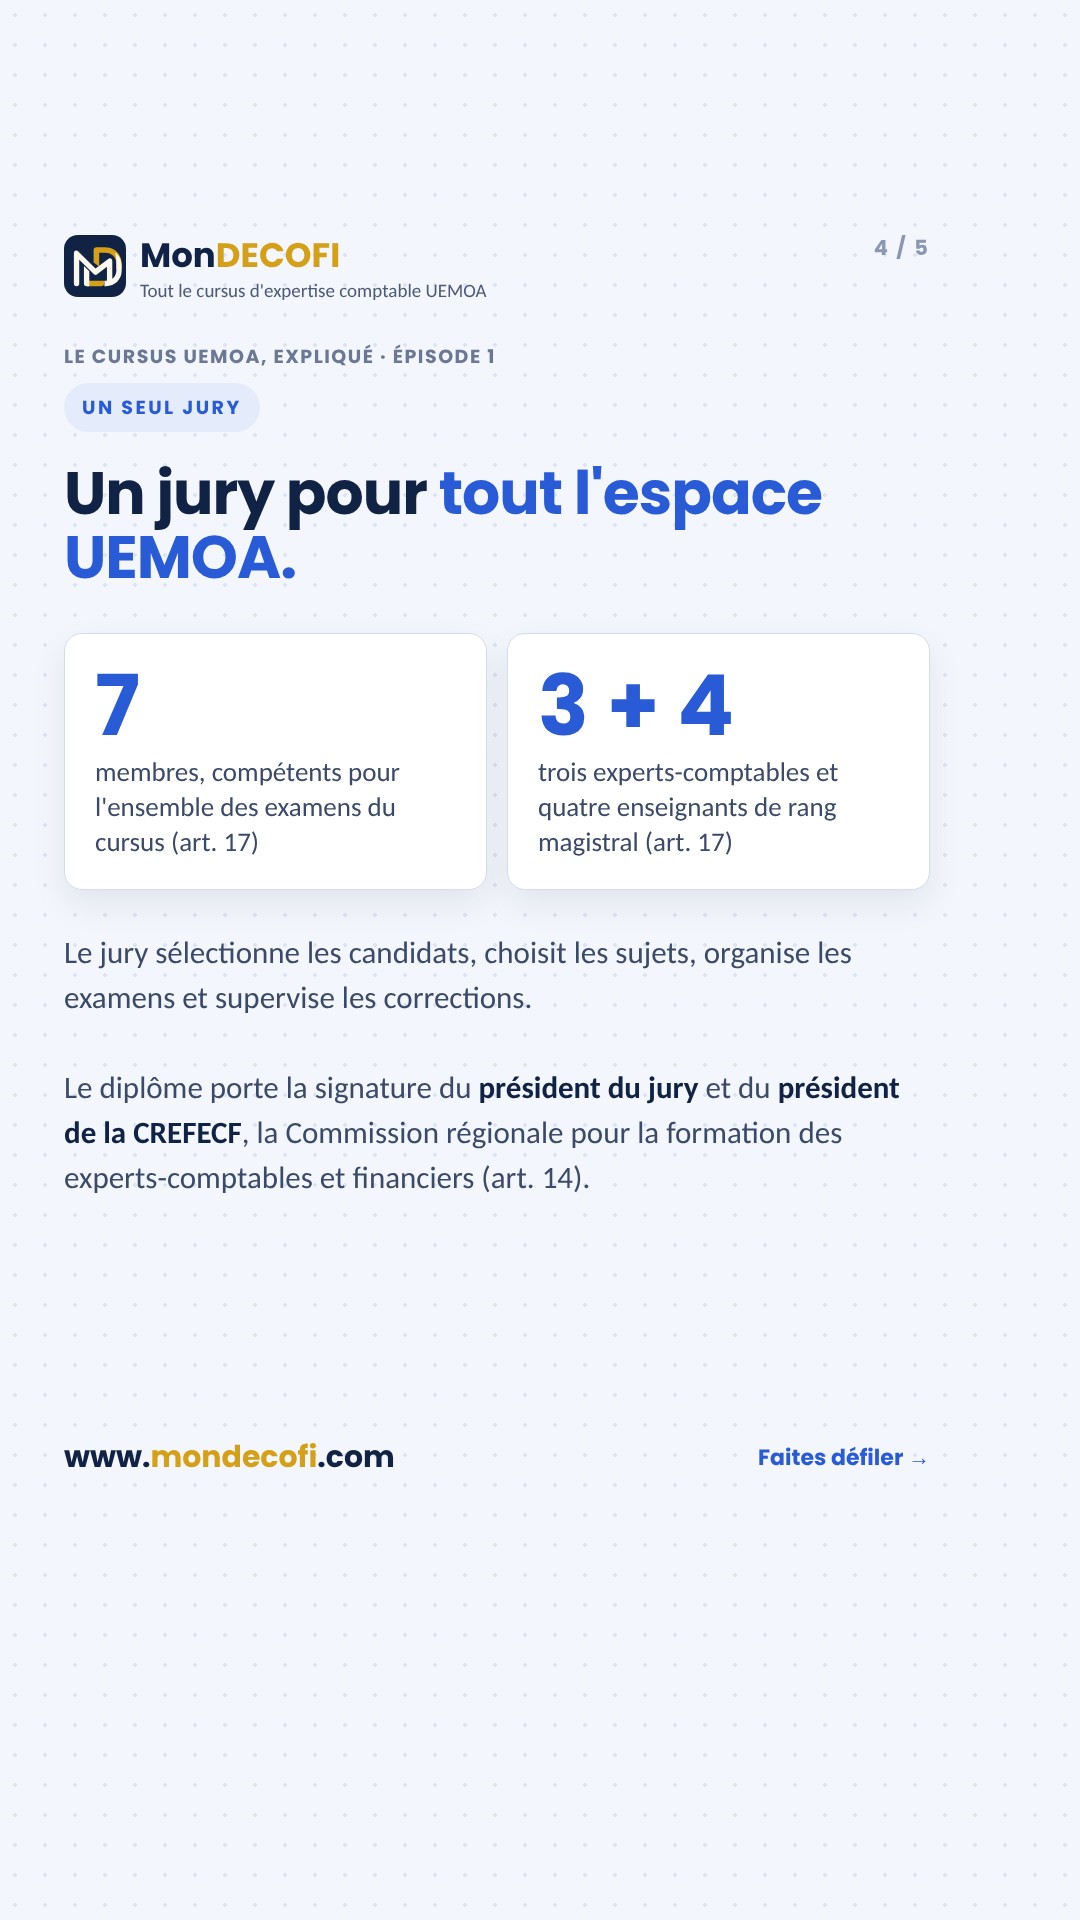 MonDECOFI
Tout le cursus d'expertise comptable UEMOA
4 / 5
LE CURSUS UEMOA, EXPLIQUÉ · ÉPISODE 1
UN SEUL JURY
Un jury pour tout l'espace
UEMOA.
7
membres, compétents pour
l'ensemble des examens du
cursus (art. 17)
3 + 4
trois experts-comptables et
quatre enseignants de rang
magistral (art. 17)
Le jury sélectionne les candidats, choisit les sujets, organise les
examens et supervise les corrections.
Le diplôme porte la signature du président du jury et du président
de la CREFECF, la Commission régionale pour la formation des
experts-comptables et financiers (art. 14).
www.mondecofi.com
Faites défiler →